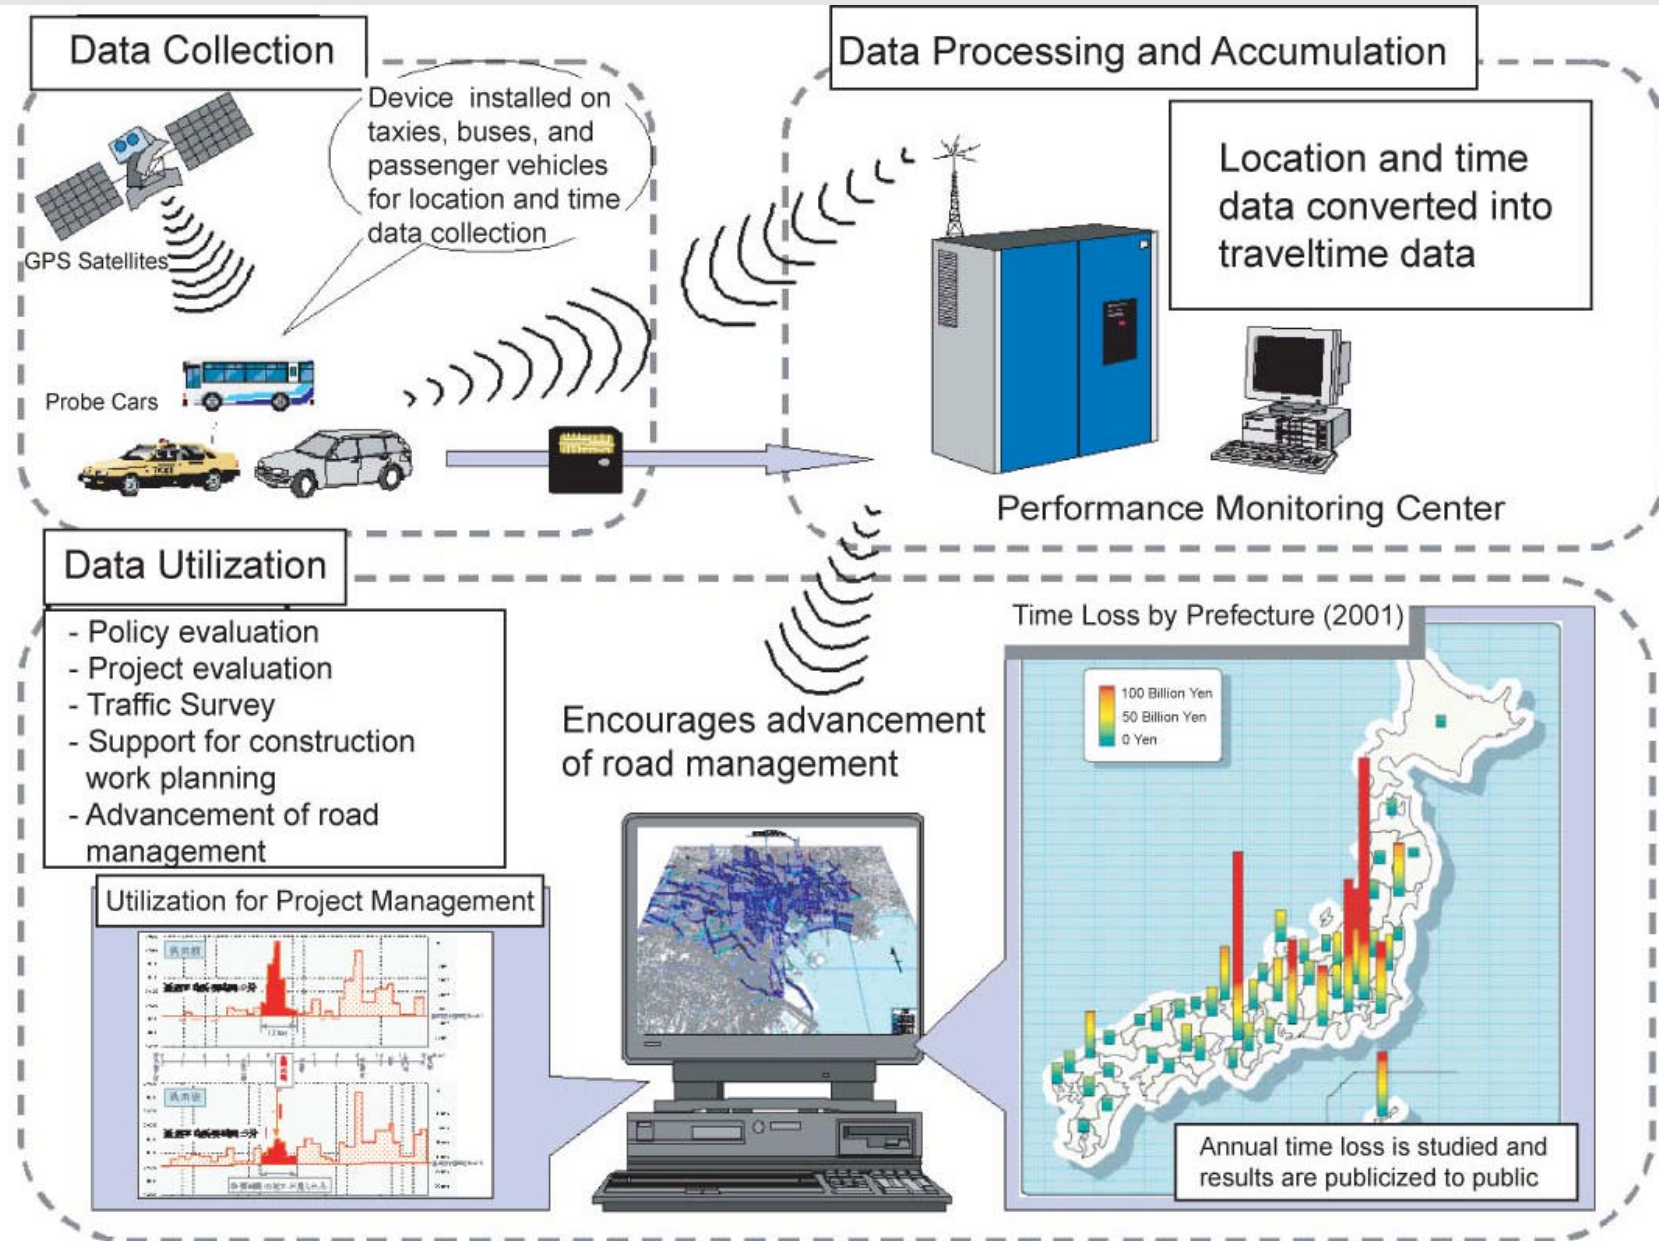 Data Collection
Device installed on
taxies, buses, and
passenger vehicles
for location and time
data collection
GPS Satellites
Probe Cars
TAXI
Data Processing and Accumulation
Location and time
data converted into
traveltime data
Performance Monitoring Center
Data Utilization
- Policy evaluation
- Project evaluation
- Traffic Survey
- Support for construction
work planning
- Advancement of road
management
Encourages advancement
of road management
Utilization for Project Management
Time Loss by Prefecture (2001)
100 Billion Yen
50 Billion Yen
0 Yen
Annual time loss is studied and
results are publicized to public